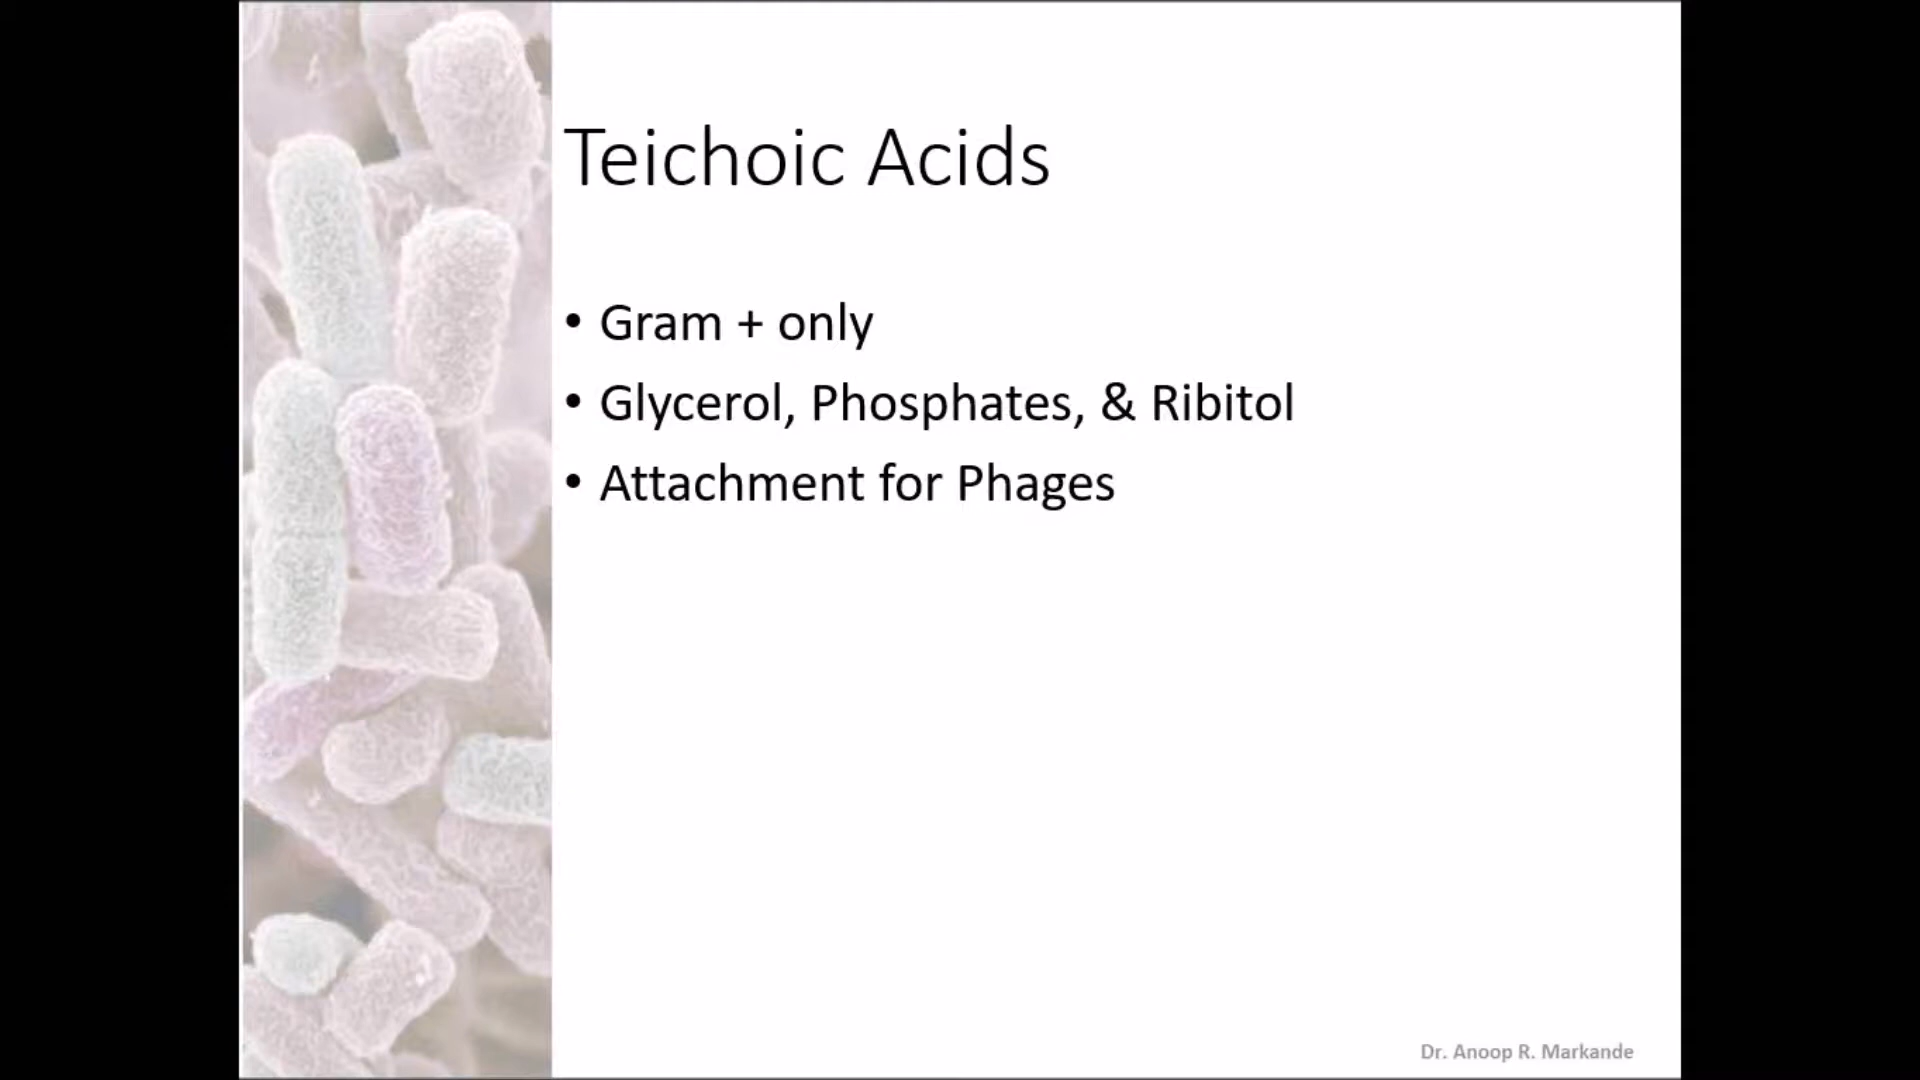 Teichoic Acids
• Gram + only
• Glycerol, Phosphates, & Ribitol
• Attachment for Phages
Dr. Anoop R. Markande